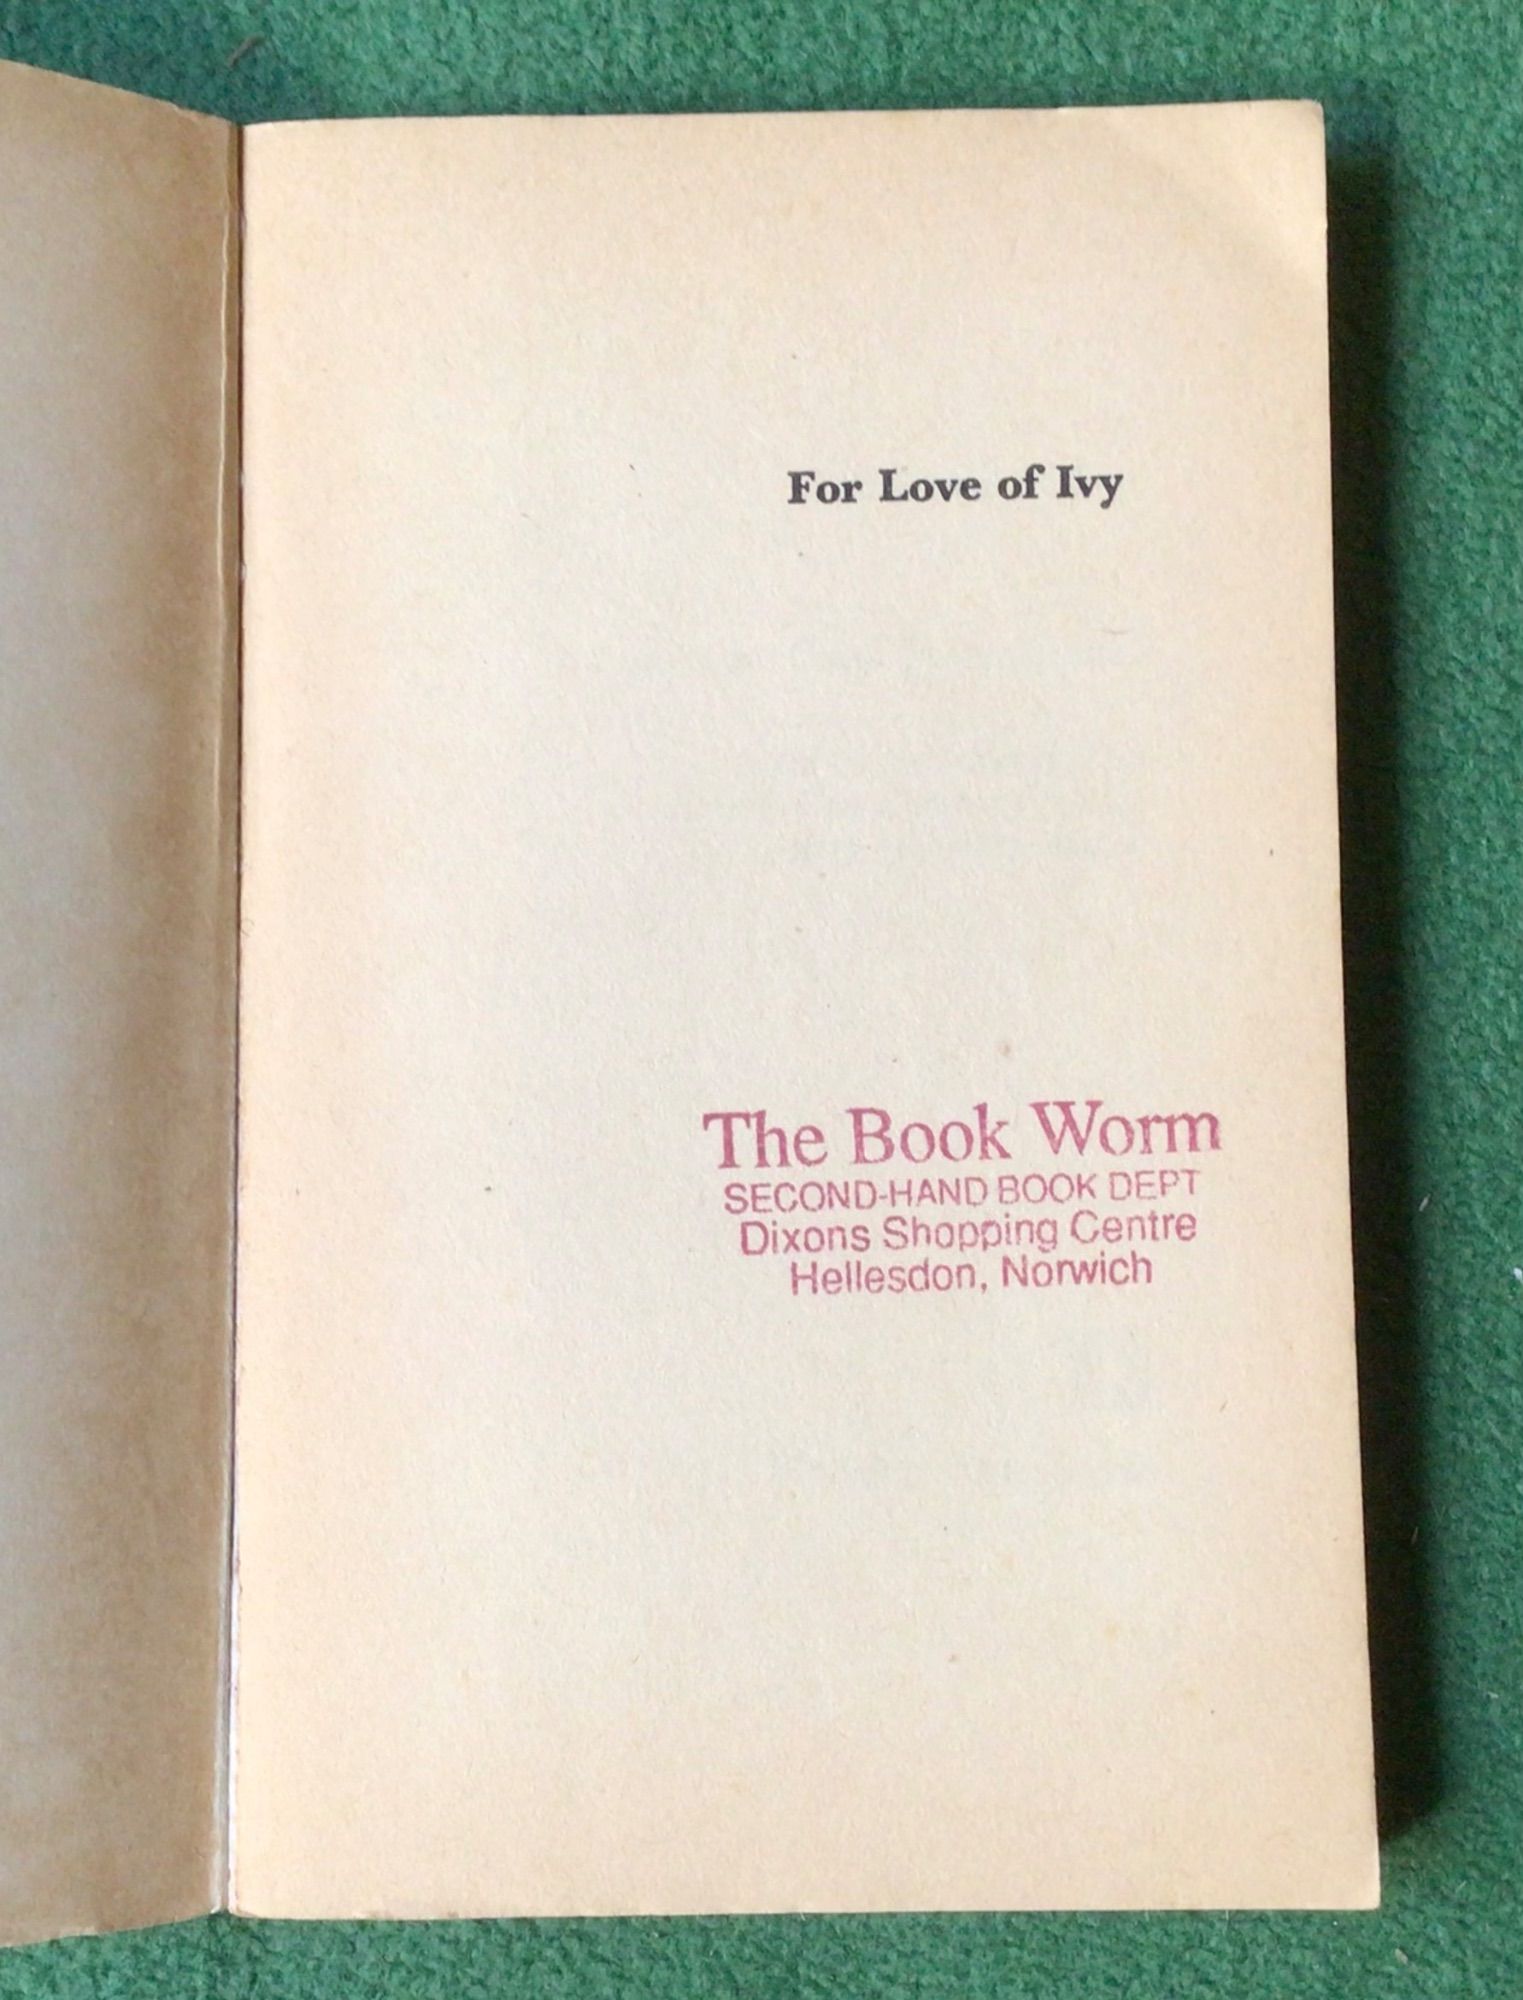 For Love of Ivy
The Book Worm
SECOND-HAND BOOK DEPT
Dixons Shopping Centre
Hellesdon, Norwich